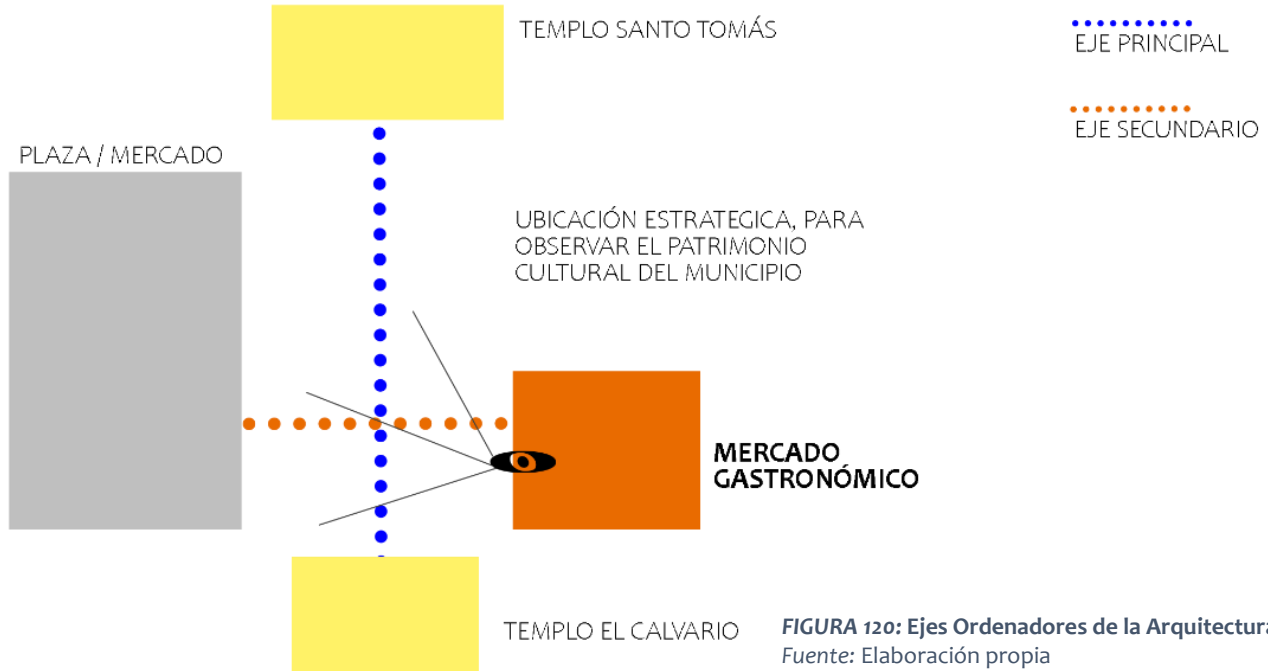 TEMPLO SANTO TOMÁS
EJE PRINCIPAL
EJE SECUNDARIO
PLAZA / MERCADO
UBICACIÓN ESTRATEGICA, PARA
OBSERVAR EL PATRIMONIO
CULTURAL DEL MUNICIPIO
MERCADO
GASTRONÓMICO
TEMPLO EL CALVARIO
FIGURA 120: Ejes Ordenadores de la Arquitectura
Fuente: Elaboración propia